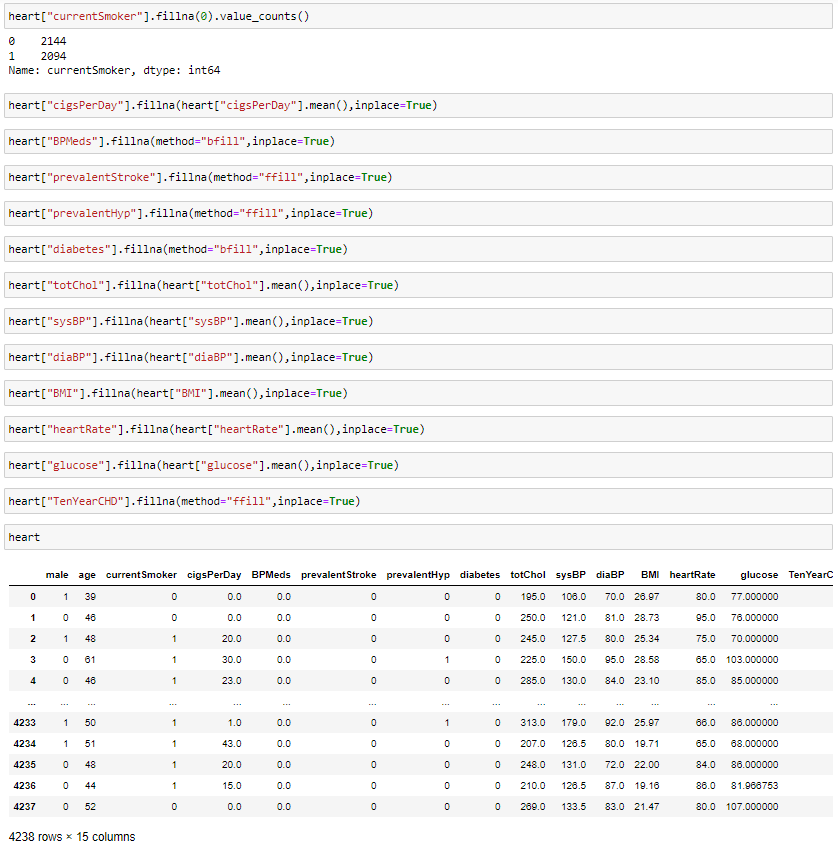 heart["currentSmoker"].fillna(0).value_counts()
0    2144
1    2094
Name: currentSmoker, dtype: int64
heart["cigsPerDay"].fillna(heart["cigsPerDay"].mean(),inplace=True)
heart["BPMeds"].fillna(method="bfill",inplace=True)
heart["prevalentStroke"].fillna(method="ffill",inplace=True)
heart["prevalentHyp"].fillna(method="ffill",inplace=True)
heart["diabetes"].fillna(method="bfill",inplace=True)
heart["totChol"].fillna(heart["totChol"].mean(),inplace=True)
heart["sysBP"].fillna(heart["sysBP"].mean(),inplace=True)
heart["diaBP"].fillna(heart["diaBP"].mean(),inplace=True)
heart["BMI"].fillna(heart["BMI"].mean(),inplace=True)
heart["heartRate"].fillna(heart["heartRate"].mean(),inplace=True)
heart["glucose"].fillna(heart["glucose"].mean(),inplace=True)
heart["TenYearCHD"].fillna(method="ffill",inplace=True)
heart
male age currentSmoker cigsPerDay BPMeds prevalentStroke prevalentHyp diabetes totChol sysBP diaBP BMI heartRate glucose TenYearC
0 1 39 0 0.0 0.0 0 0 0 195.0 106.0 70.0 26.97 80.0 77.000000
1 0 46 0 0.0 0.0 0 0 0 250.0 121.0 81.0 28.73 95.0 76.000000
2 1 48 1 20.0 0.0 0 0 0 245.0 127.5 80.0 25.34 75.0 70.000000
3 0 61 1 30.0 0.0 0 1 0 225.0 150.0 95.0 28.58 65.0 103.000000
4 0 46 1 23.0 0.0 0 0 0 285.0 130.0 84.0 23.10 85.0 85.000000
... ... ... ... ... ... ... ... ... ... ... ... ... ... ...
4233 1 50 1 1.0 0.0 0 1 0 313.0 179.0 92.0 25.97 66.0 86.000000
4234 1 51 1 43.0 0.0 0 0 0 207.0 126.5 80.0 19.71 65.0 68.000000
4235 0 48 1 20.0 0.0 0 0 0 248.0 131.0 72.0 22.00 84.0 86.000000
4236 0 44 1 15.0 0.0 0 0 0 210.0 126.5 87.0 19.16 86.0 81.966753
4237 0 52 0 0.0 0.0 0 0 0 269.0 133.5 83.0 21.47 80.0 107.000000
4238 rows × 15 columns